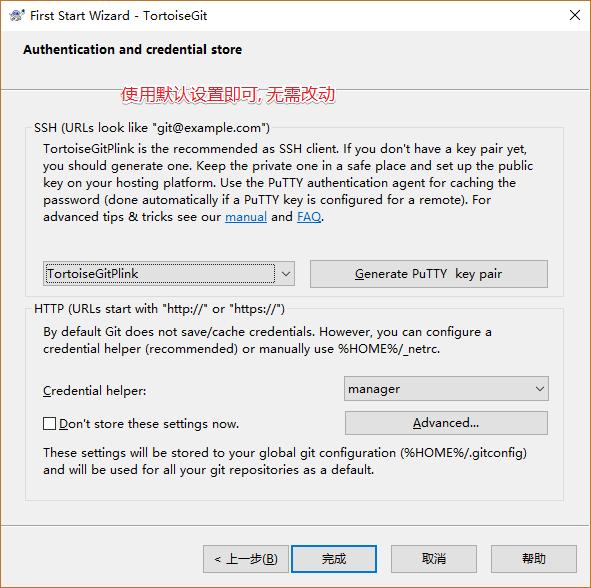 First Start Wizard - TortoiseGit
Authentication and credential store
使用默认设置即可, 无需改动
SSH (URLs look like "git@example.com")
TortoiseGitPlink is the recommended as SSH client. If you don't have a key pair yet,
you should generate one. Keep the private one in a safe place and set up the public
key on your hosting platform. Use the PuTTY authentication agent for caching the
password (done automatically if a PuTTY key is configured for a remote). For
advanced tips & tricks see our manual and FAQ.
TortoiseGitPlink
Generate PuTTY key pair
HTTP (URLs start with "http://" or "https://")
By default Git does not save/cache credentials. However, you can configure a
credential helper (recommended) or manually use %HOME%/_netrc.
Credential helper:
manager
Don't store these settings now.
Advanced...
These settings will be stored to your global git configuration (%HOME%/.gitconfig)
and will be used for all your git repositories as a default.
< 上一步(B)
完成
取消
帮助